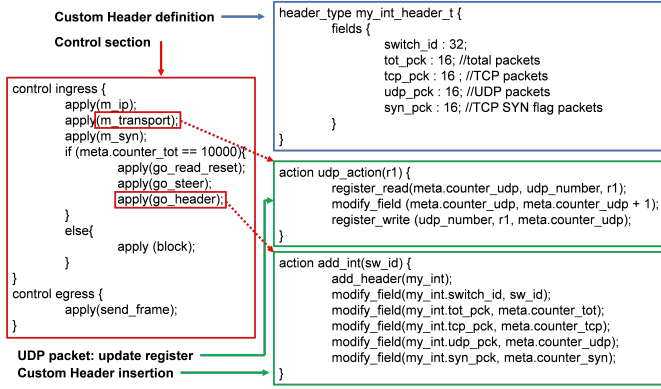 Custom Header definition
Control section
header_type my_int_header_t {
fields {
switch_id : 32;
tot_pck : 16; //total packets
tcp_pck : 16 ; //TCP packets
udp_pck : 16; //UDP packets
syn_pck : 16; //TCP SYN flag packets
}
}
control ingress {
apply(m_ip);
apply(m_transport);
apply(m_syn);
if (meta.counter_tot == 10000){
apply(go_read_reset);
apply(go_steer);
apply(go_header);
}
else{
apply (block);
}
}
control egress {
apply(send_frame);
}
action udp_action(r1) {
register_read(meta.counter_udp, udp_number, r1);
modify_field (meta.counter_udp, meta.counter_udp + 1);
register_write (udp_number, r1, meta.counter_udp);
}
action add_int(sw_id) {
add_header(my_int);
modify_field(my_int.switch_id, sw_id);
modify_field(my_int.tot_pck, meta.counter_tot);
modify_field(my_int.tcp_pck, meta.counter_tcp);
modify_field(my_int.udp_pck, meta.counter_udp);
modify_field(my_int.syn_pck, meta.counter_syn);
}
UDP packet: update register
Custom Header insertion